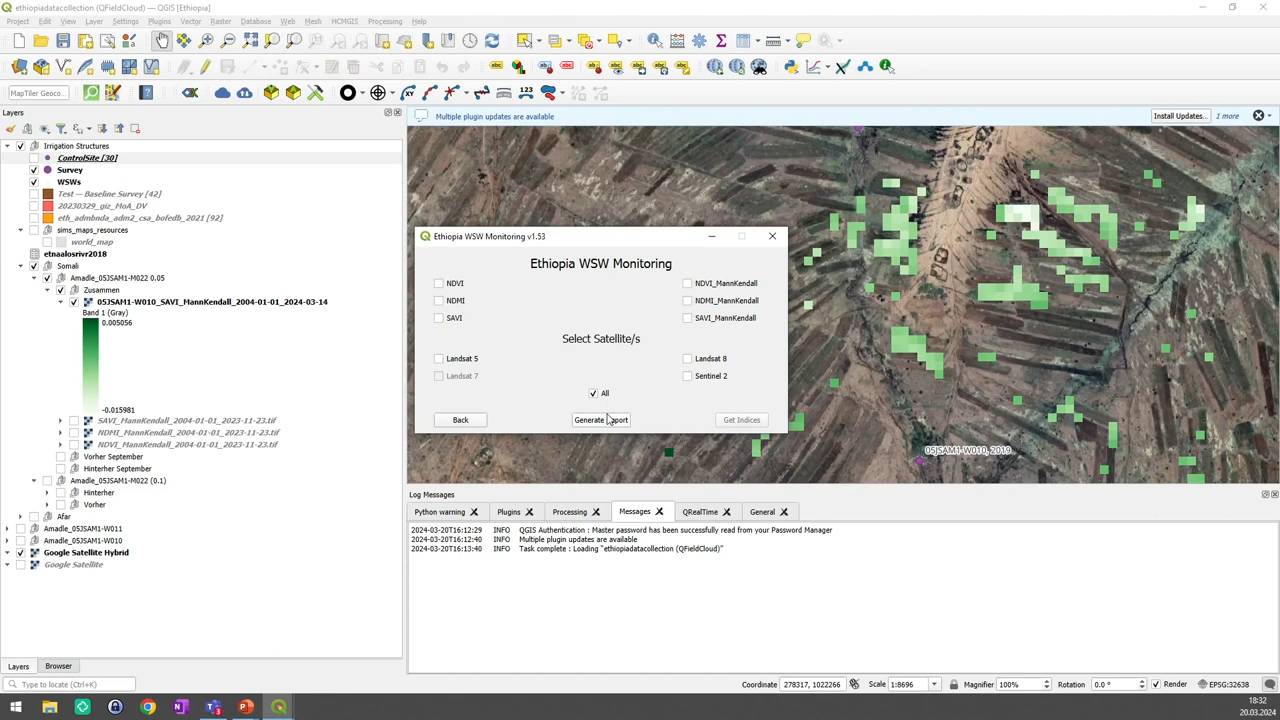 ethiopiadatacollection (QFieldCloud) — QGIS [Ethiopia]
Project Edit View Layer Settings Plugins Vector Raster Database Web Mesh HCMGIS Processing Help
MapTiler Geoco...
123
Layers
Multiple plugin updates are available
Install Updates...
1 more
Irrigation Structures
ControlSite [30]
Survey
WSWs
Test — Baseline Survey [42]
20230329_giz_MoA_DV
eth_admbnda_adm2_csa_bofedb_2021 [92]
sims_maps_resources
world_map
etnaalosrivr2018
Somali
Amadle_05JSAM1-M022 0.05
Zusammen
05JSAM1-W010_SAVI_MannKendall_2004-01-01_2024-03-14
Band 1 (Gray)
0.005056
-0.015981
SAVI_MannKendall_2004-01-01_2023-11-23.tif
NDMI_MannKendall_2004-01-01_2023-11-23.tif
NDVI_MannKendall_2004-01-01_2023-11-23.tif
Vorher September
Hinterher September
Amadle_05JSAM1-M022 (0.1)
Hinterher
Vorher
Afar
Amadle_05JSAM1-W011
Amadle_05JSAM1-W010
Google Satellite Hybrid
Google Satellite
Ethiopia WSW Monitoring v1.53
Ethiopia WSW Monitoring
NDVI NDVI_MannKendall
NDMI NDMI_MannKendall
SAVI SAVI_MannKendall
Select Satellite/s
Landsat 5 Landsat 8
Landsat 7 Sentinel 2
All
Back Generate Get Indices
05JSAM1-W010, 2019
Log Messages
Python warning Plugins Processing Messages QRealTime General
2024-03-20T16:12:29 INFO QGIS Authentication : Master password has been successfully read from your Password Manager
2024-03-20T16:12:40 INFO Multiple plugin updates are available
2024-03-20T16:13:40 INFO Task complete : Loading "ethiopiadatacollection (QFieldCloud)"
Layers Browser
Type to locate (Ctrl+K)
Coordinate 278317, 1022266 Scale 1:8696 Magnifier 100% Rotation 0.0 ° Render EPSG:32638
18:32
20.03.2024